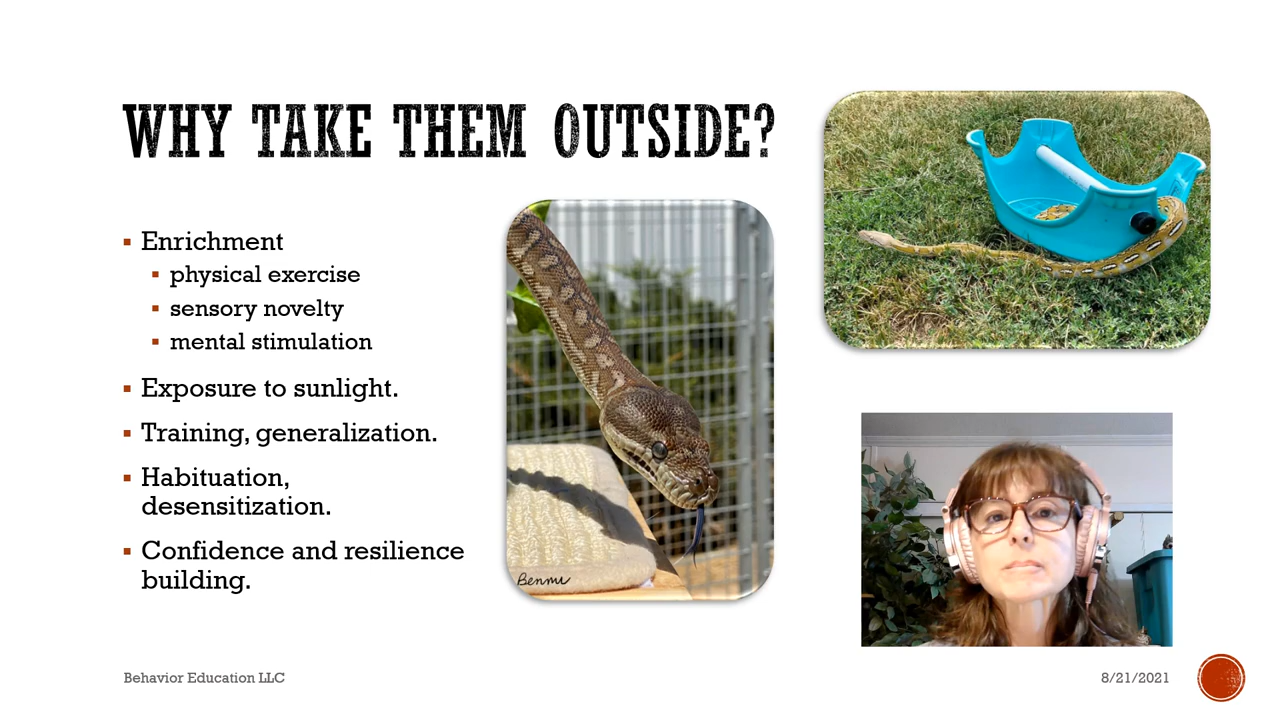 WHY TAKE THEM OUTSIDE?
Enrichment
physical exercise
sensory novelty
mental stimulation
Exposure to sunlight.
Training, generalization.
Habituation,
desensitization.
Confidence and resilience
building.
Benmu
Behavior Education LLC
8/21/2021